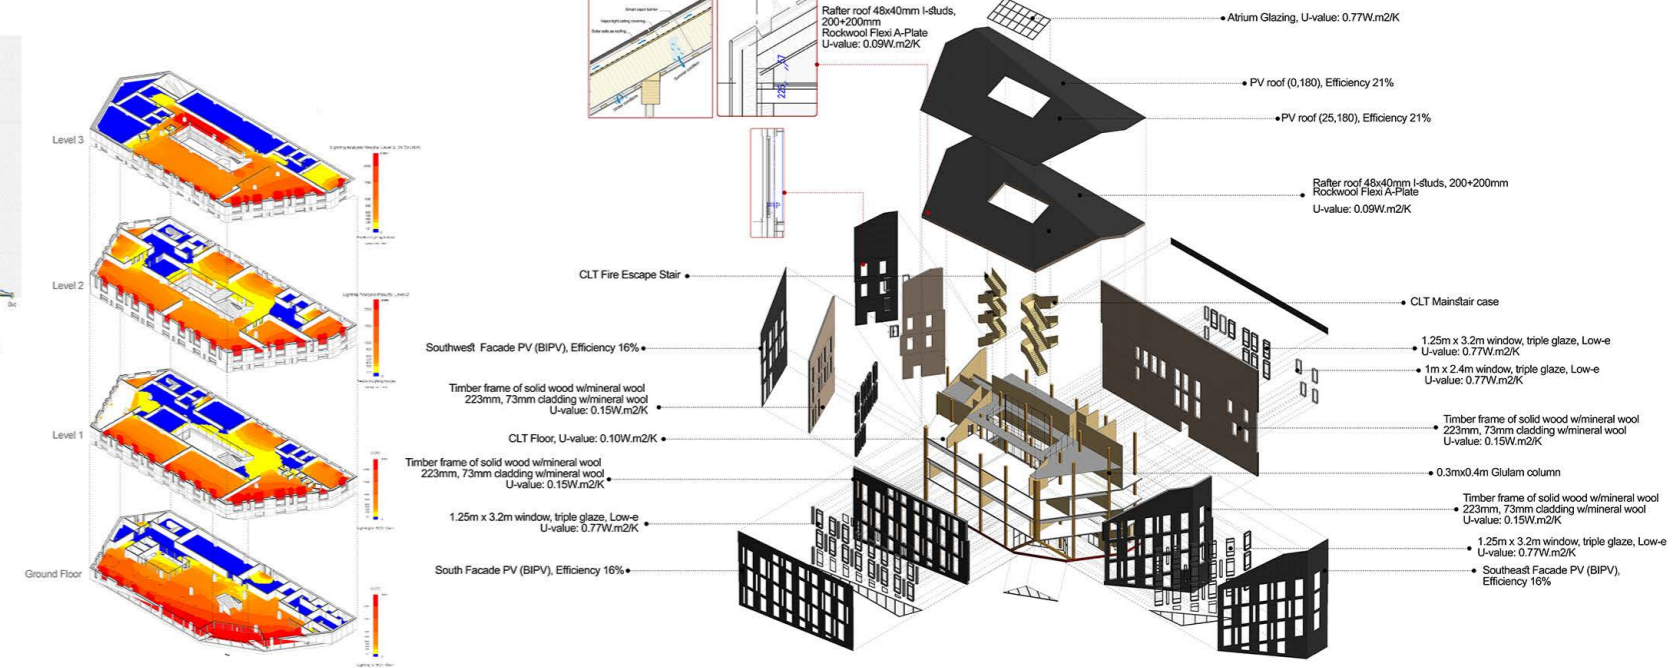 Level 3
Level 2
Level 1
Ground Floor
Smart vapor barrier
Solar cells as roofing
Rafter roof 48x40mm I-studs,
200+200mm
Rockwool Flexi A-Plate
U-value: 0.09W.m2/K
Atrium Glazing, U-value: 0.77W.m2/K
PV roof (0,180), Efficiency 21%
PV roof (25,180), Efficiency 21%
Rafter roof 48x40mm I-studs, 200+200mm
Rockwool Flexi A-Plate
U-value: 0.09W.m2/K
CLT Fire Escape Stair
CLT Mainstair case
Southwest Facade PV (BIPV), Efficiency 16%
1.25m x 3.2m window, triple glaze, Low-e
U-value: 0.77W.m2/K
1m x 2.4m window, triple glaze, Low-e
U-value: 0.77W.m2/K
Timber frame of solid wood w/mineral wool
223mm, 73mm cladding w/mineral wool
U-value: 0.15W.m2/K
Timber frame of solid wood w/mineral wool
223mm, 73mm cladding w/mineral wool
U-value: 0.15W.m2/K
CLT Floor, U-value: 0.10W.m2/K
Timber frame of solid wood w/mineral wool
223mm, 73mm cladding w/mineral wool
U-value: 0.15W.m2/K
0.3mx0.4m Glulam column
Timber frame of solid wood w/mineral wool
223mm, 73mm cladding w/mineral wool
U-value: 0.15W.m2/K
1.25m x 3.2m window, triple glaze, Low-e
U-value: 0.77W.m2/K
1.25m x 3.2m window, triple glaze, Low-e
U-value: 0.77W.m2/K
South Facade PV (BIPV), Efficiency 16%
Southeast Facade PV (BIPV),
Efficiency 16%